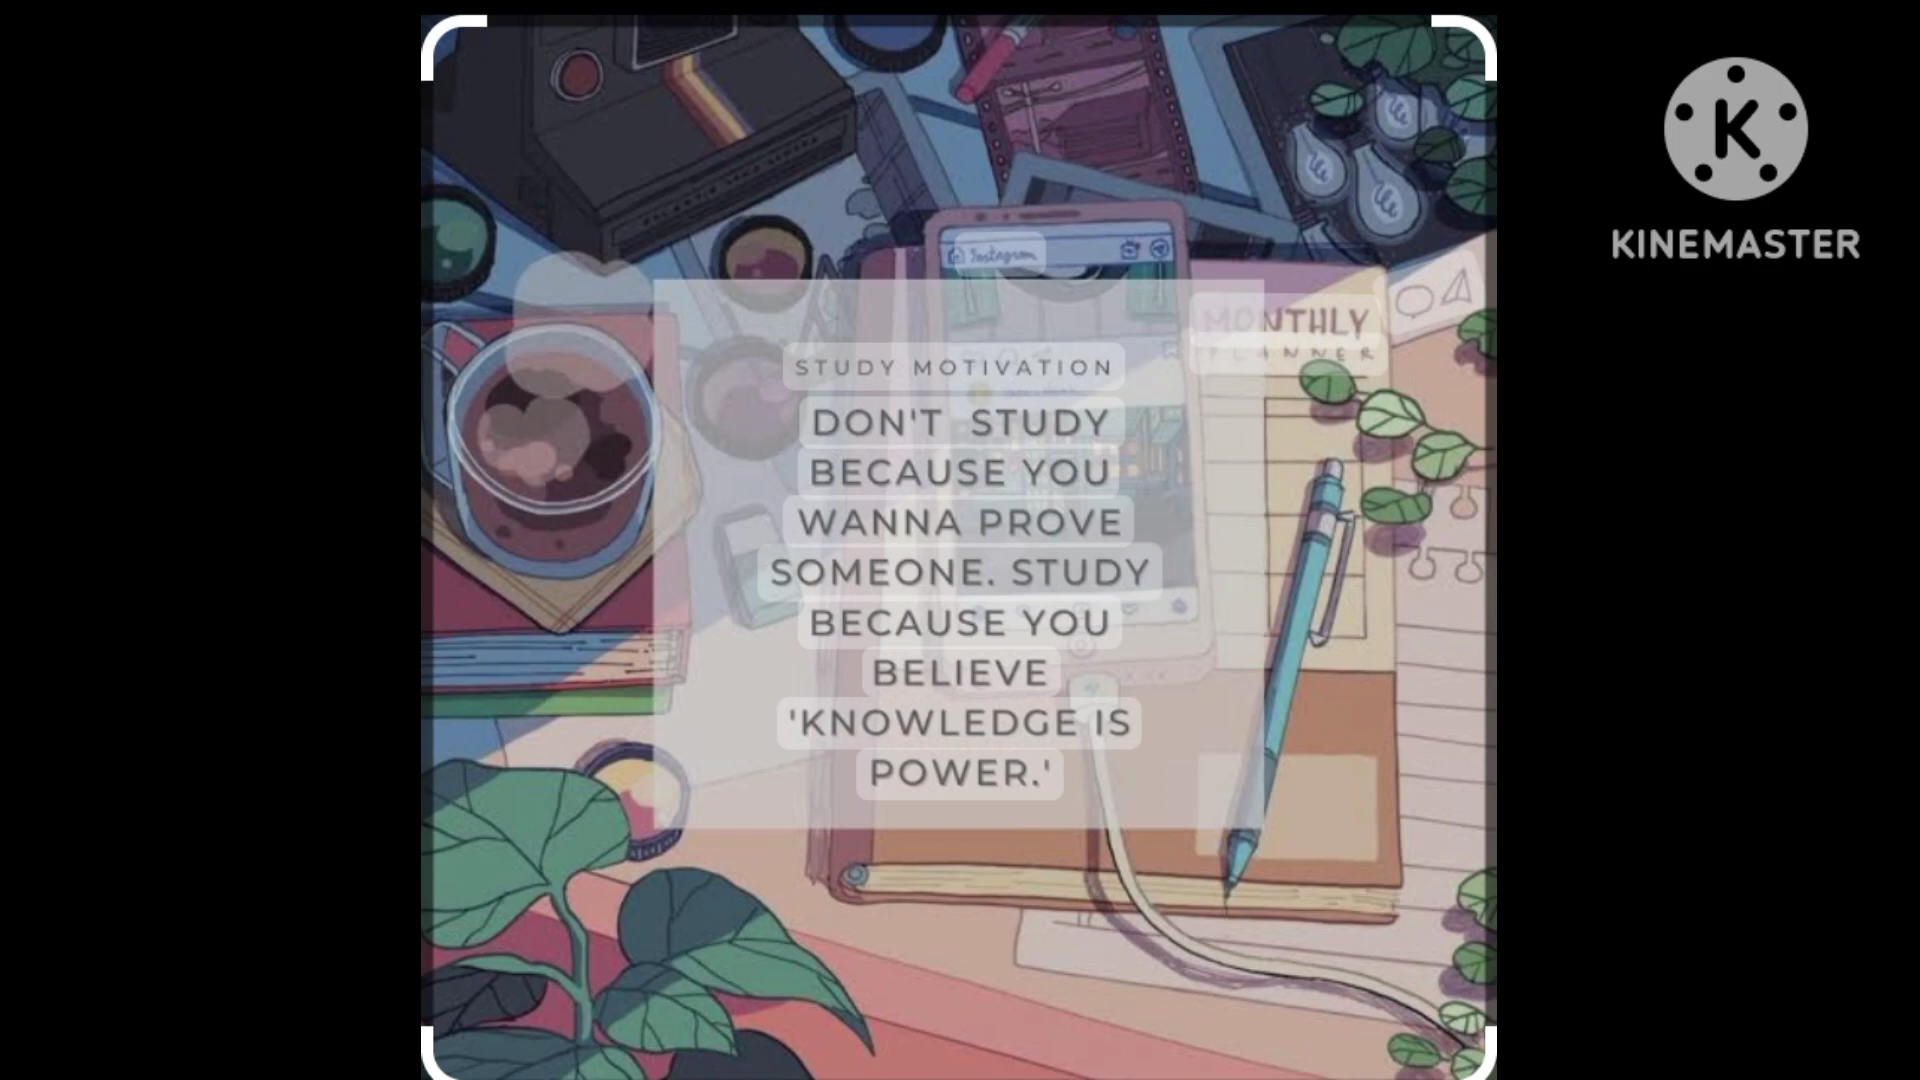 Instagram
K
KINEMASTER
MONTHLY
PLANNER
STUDY MOTIVATION
DON'T STUDY
BECAUSE YOU
WANNA PROVE
SOMEONE. STUDY
BECAUSE YOU
BELIEVE
'KNOWLEDGE IS
POWER.'